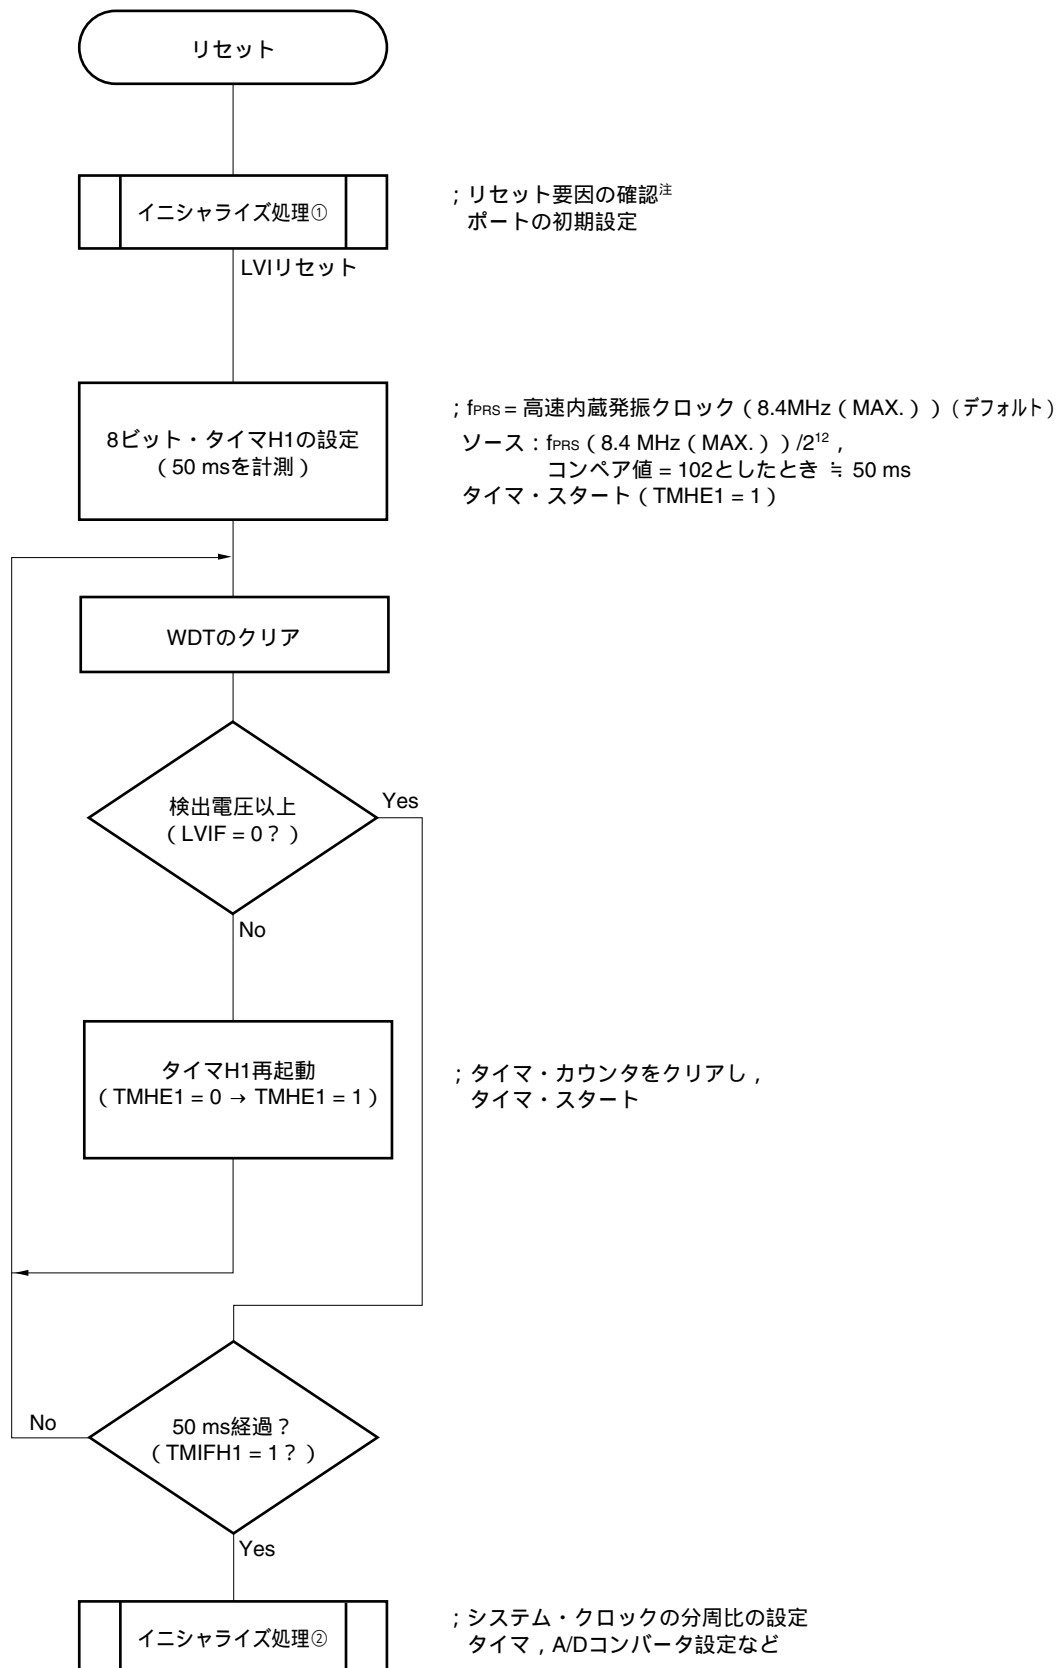 リセット
イニシャライズ処理①
；リセット要因の確認注
ポートの初期設定
LVIリセット
8ビット・タイマH1の設定
（50 msを計測）
；fPRS = 高速内蔵発振クロック（8.4MHz（MAX.））（デフォルト）
ソース：fPRS（8.4 MHz（MAX.））/2¹²，
コンペア値 = 102としたとき ≒ 50 ms
タイマ・スタート（TMHE1 = 1）
WDTのクリア
検出電圧以上
（LVIF = 0？）
Yes
No
タイマH1再起動
（TMHE1 = 0 → TMHE1 = 1）
；タイマ・カウンタをクリアし，
タイマ・スタート
50 ms経過？
（TMIFH1 = 1？）
No
Yes
イニシャライズ処理②
；システム・クロックの分周比の設定
タイマ，A/Dコンバータ設定など